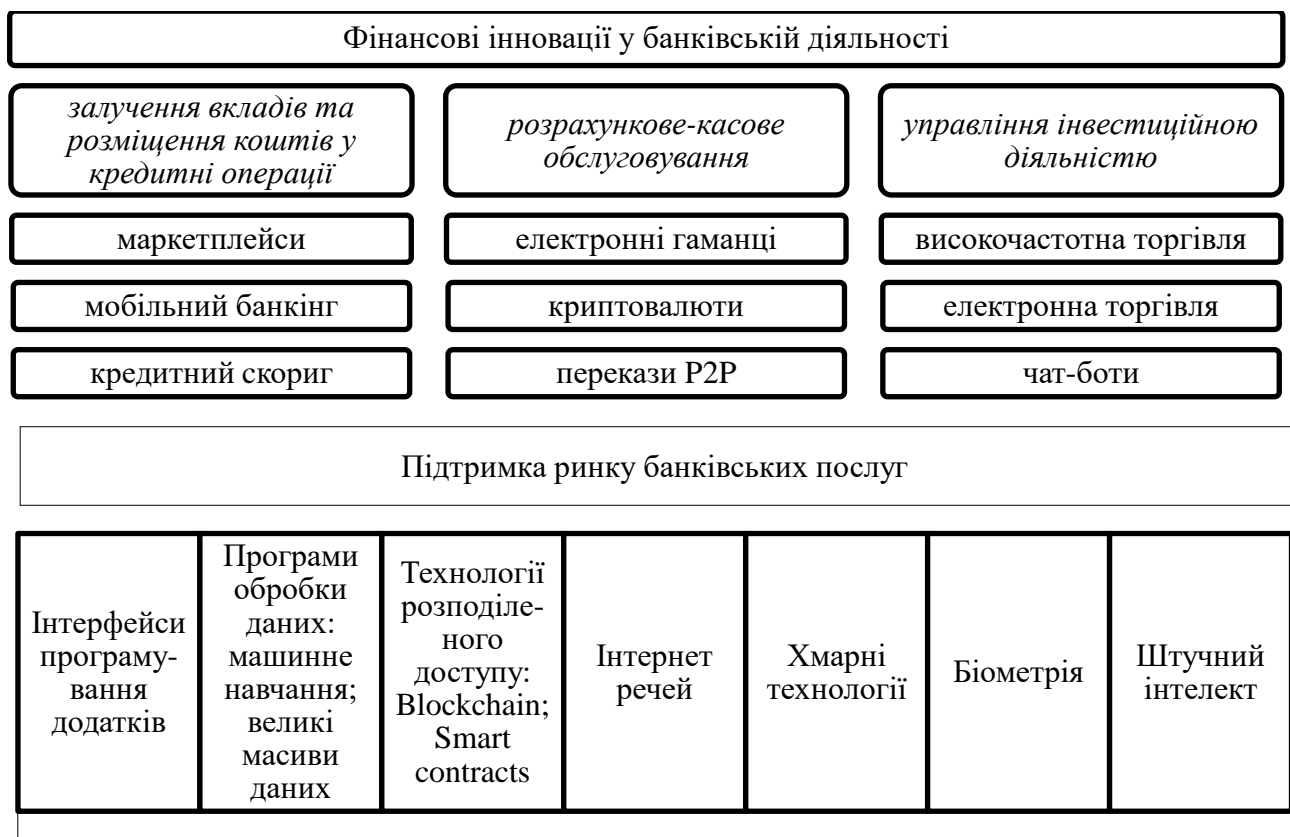 Фінансові інновації у банківській діяльності
залучення вкладів та
розміщення коштів у
кредитні операції
розрахункове-касове
обслуговування
управління інвестиційною
діяльністю
маркетплейси
електронні гаманці
високочастотна торгівля
мобільний банкінг
криптовалюти
електронна торгівля
кредитний скориг
перекази P2P
чат-боти
Підтримка ринку банківських послуг
Інтерфейси
програму-
вання
додатків
Програми
обробки
даних:
машинне
навчання;
великі
масиви
даних
Технології
розподіле-
ного
доступу:
Blockchain;
Smart
contracts
Інтернет
речей
Хмарні
технології
Біометрія
Штучний
інтелект